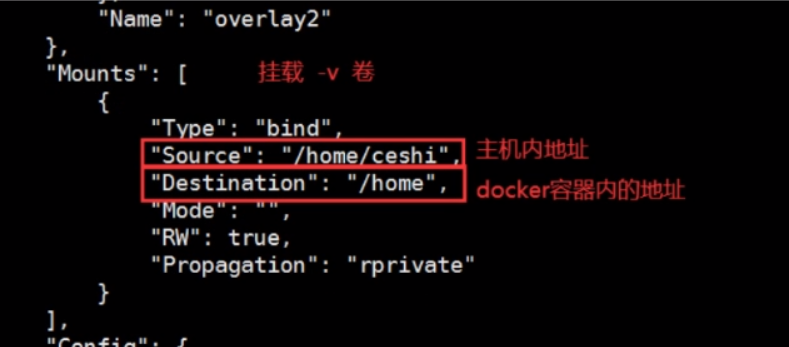 },
"Name": "overlay2"
},
"Mounts": [ 挂载 -v 卷
{
"Type": "bind",
"Source": "/home/ceshi", 主机内地址
"Destination": "/home", docker容器内的地址
"Mode": "",
"RW": true,
"Propagation": "rprivate"
}
],
"Config": {